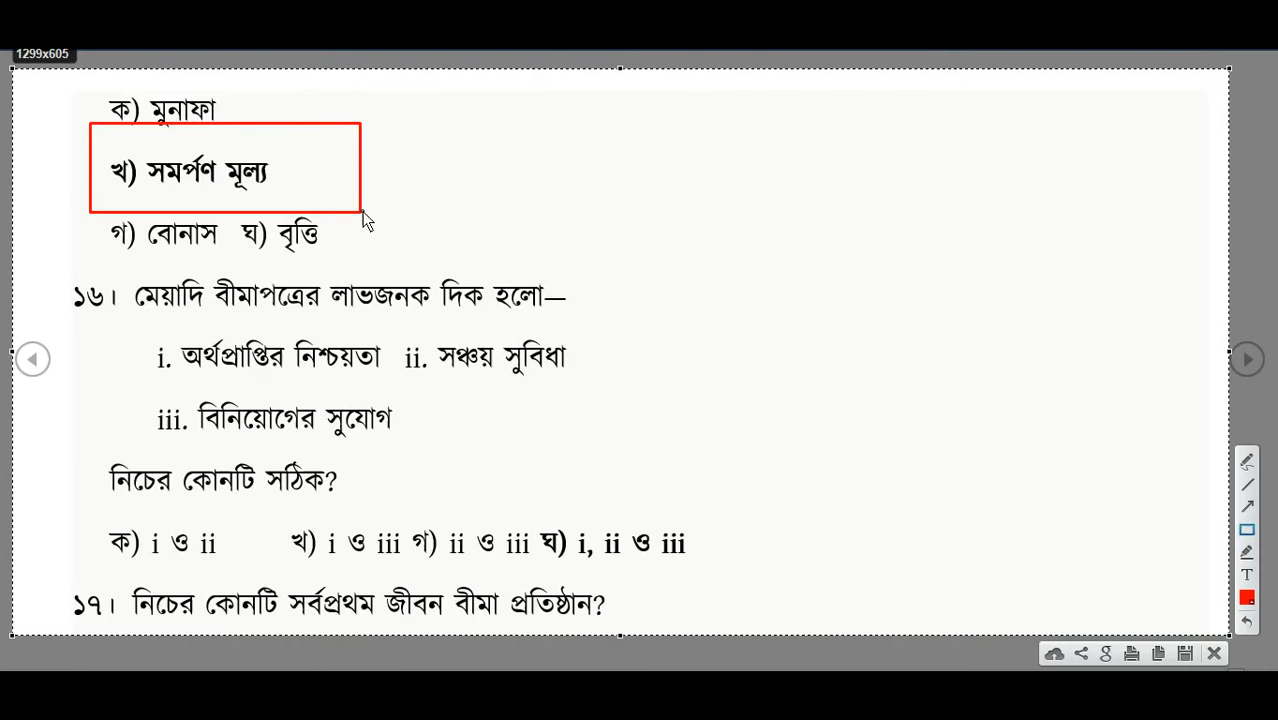 1299x605
ক) মুনাফা
খ) সমর্পণ মূল্য
গ) বোনাস ঘ) বৃত্তি
১৬। মেয়াদি বীমাপত্রের লাভজনক দিক হলো—
i. অর্থপ্রাপ্তির নিশ্চয়তা ii. সঞ্চয় সুবিধা
iii. বিনিয়োগের সুযোগ
নিচের কোনটি সঠিক?
ক) i ও ii খ) i ও iii গ) ii ও iii ঘ) i, ii ও iii
১৭। নিচের কোনটি সর্বপ্রথম জীবন বীমা প্রতিষ্ঠান?